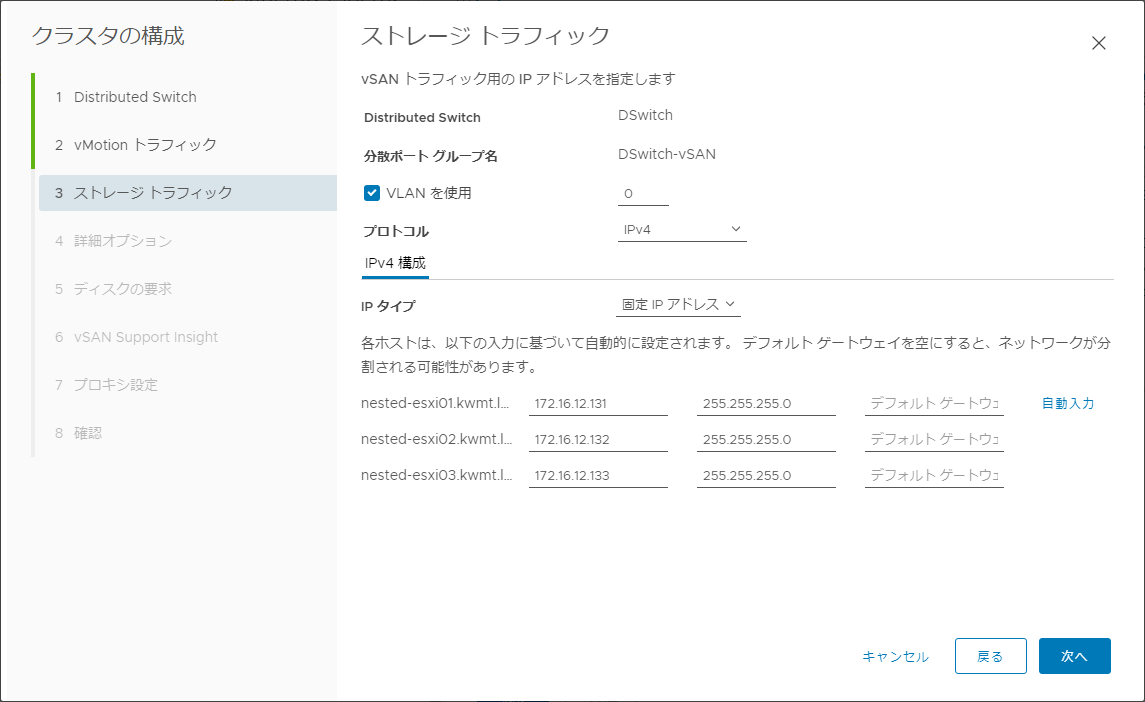 クラスタの構成
1 Distributed Switch
2 vMotion トラフィック
3 ストレージ トラフィック
4 詳細オプション
5 ディスクの要求
6 vSAN Support Insight
7 プロキシ設定
8 確認
ストレージ トラフィック
vSAN トラフィック用の IP アドレスを指定します
Distributed Switch DSwitch
分散ポート グループ名 DSwitch-vSAN
VLAN を使用 0
プロトコル IPv4
IPv4 構成
IP タイプ 固定 IP アドレス
各ホストは、以下の入力に基づいて自動的に設定されます。 デフォルト ゲートウェイを空にすると、ネットワークが分
割される可能性があります。
nested-esxi01.kwmt.l... 172.16.12.131 255.255.255.0 デフォルト ゲートウェ 自動入力
nested-esxi02.kwmt.l... 172.16.12.132 255.255.255.0 デフォルト ゲートウェ
nested-esxi03.kwmt.l... 172.16.12.133 255.255.255.0 デフォルト ゲートウェ
キャンセル 戻る 次へ